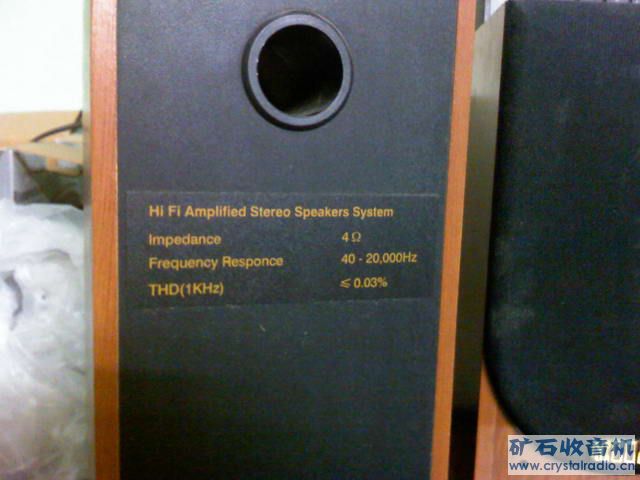 Hi Fi Amplified Stereo Speakers System
Impedance 4Ω
Frequency Responce 40 - 20,000Hz
THD(1KHz) ≤ 0.03%
矿石收音机
www.crystalradio.cn